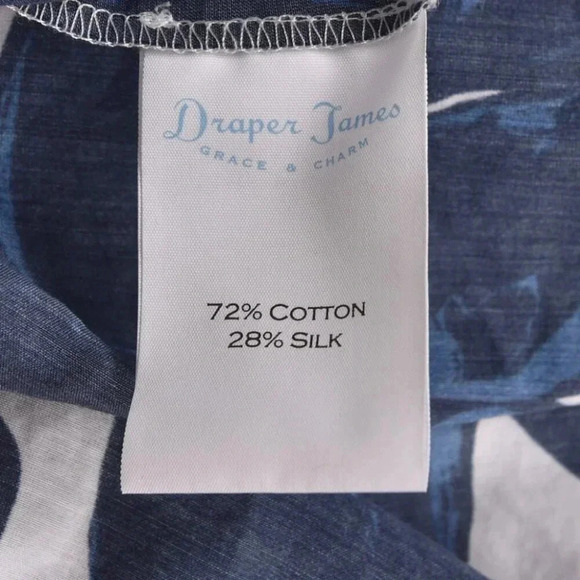 Draper James
GRACE & CHARM
72% COTTON
28% SILK